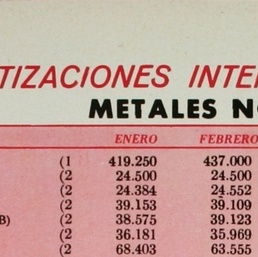 TIZACIONES INTE
METALES N
ENERO FEBRERO
(1 419.250 437.000
(2 24.500 24.500
(2 24.384 24.552
(2 39.153 39.109
B) (2 38.575 39.123
(2 36.181 35.969
(2 68.403 63.555